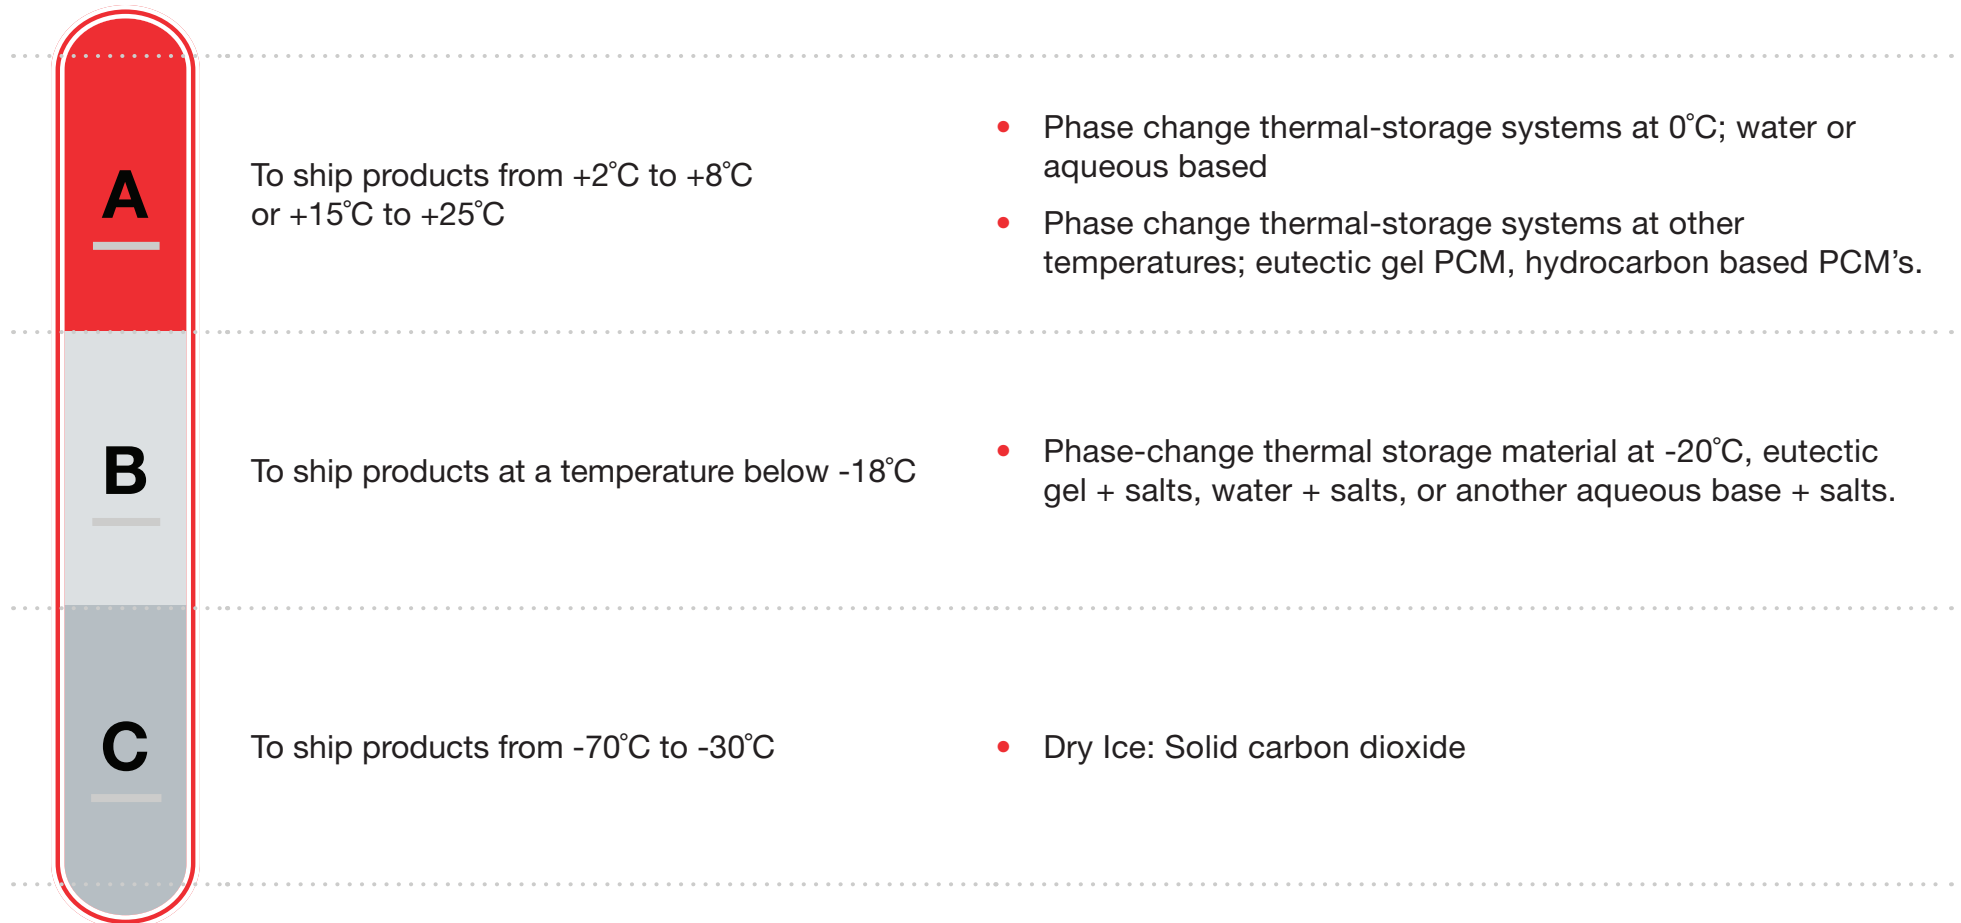 A
To ship products from +2˚C to +8˚C
or +15˚C to +25˚C
• Phase change thermal-storage systems at 0˚C; water or
aqueous based
• Phase change thermal-storage systems at other
temperatures; eutectic gel PCM, hydrocarbon based PCM’s.
B
To ship products at a temperature below -18˚C
• Phase-change thermal storage material at -20˚C, eutectic
gel + salts, water + salts, or another aqueous base + salts.
C
To ship products from -70˚C to -30˚C
• Dry Ice: Solid carbon dioxide